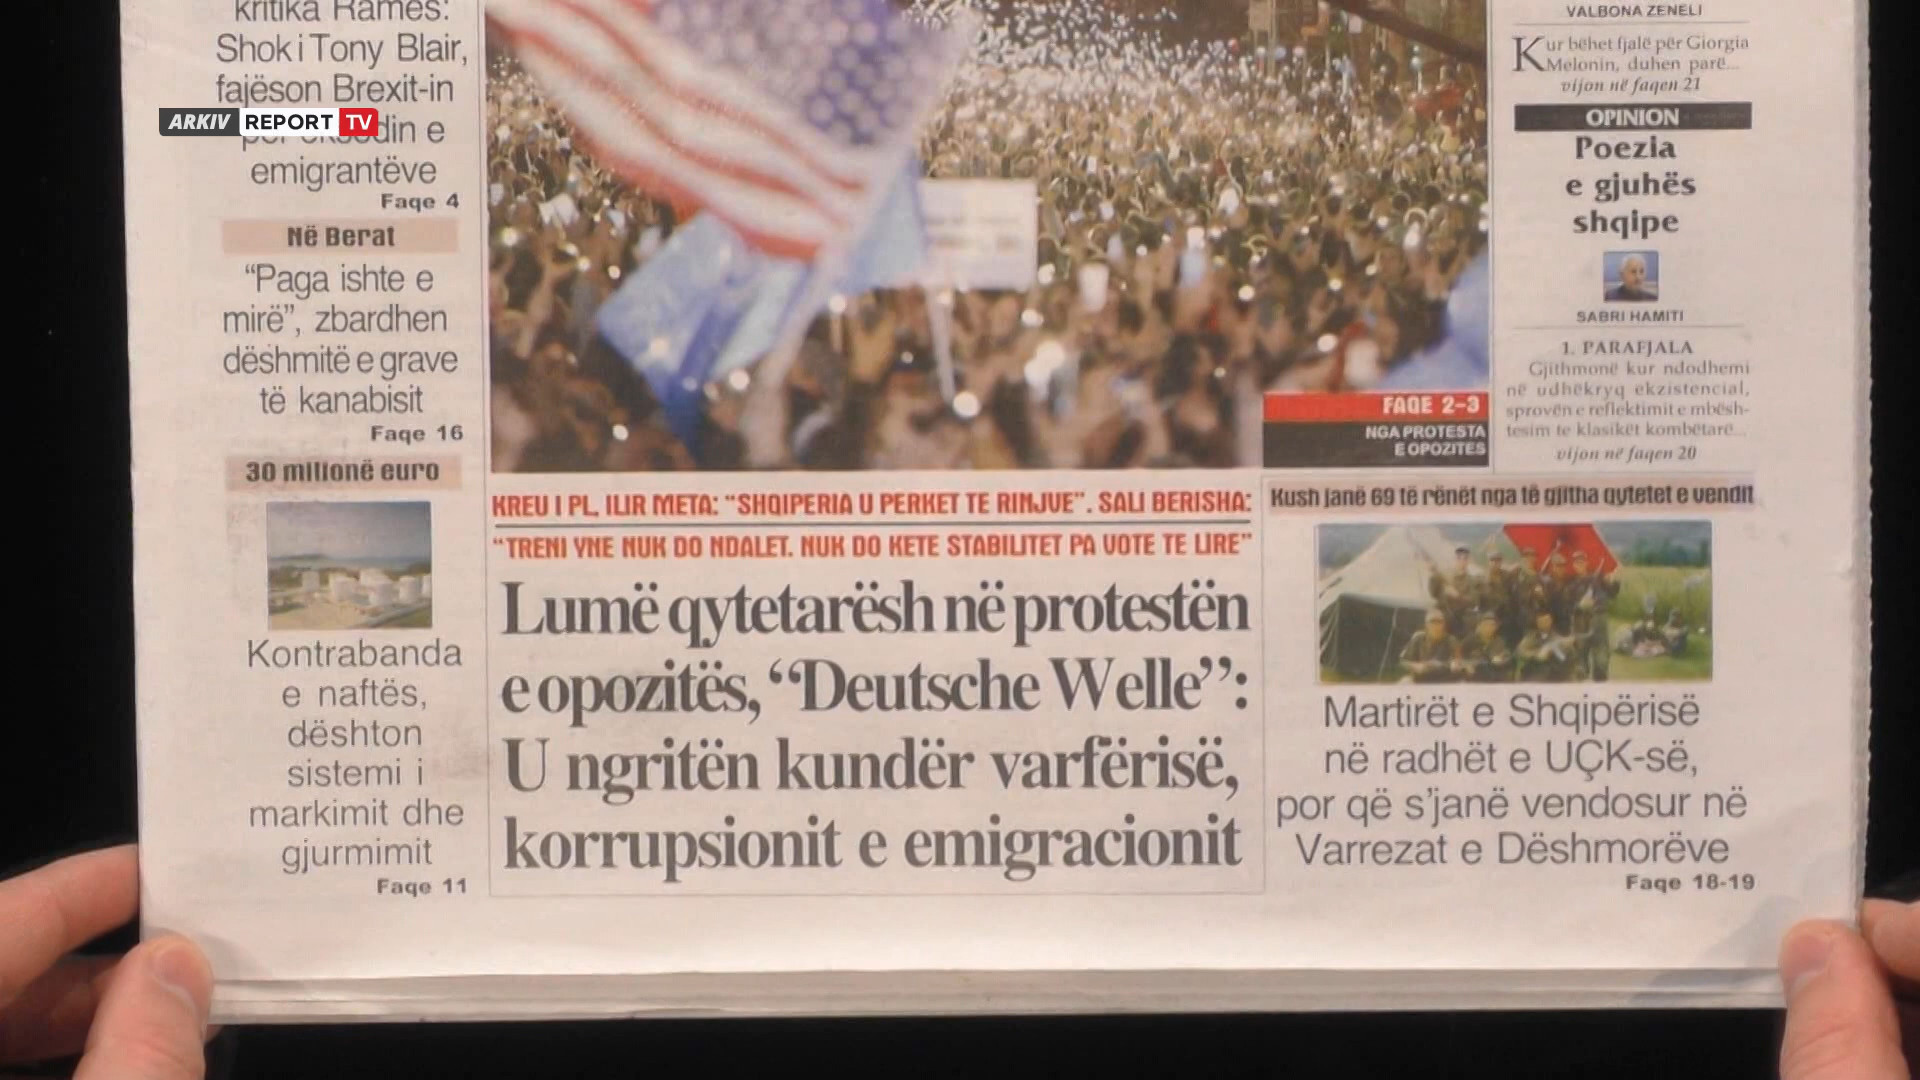 kritika Ramës:
Shok i Tony Blair,
fajëson Brexit-in
ARKIV REPORT TV
e
emigrantëve
Faqe 4
Në Berat
“Paga ishte e
mirë”, zbardhen
dëshmitë e grave
të kanabisit
Faqe 16
30 milionë euro
Kontrabanda
e naftës,
dështon
sistemi i
markimit dhe
gjurmimit
Faqe 11
FAQE 2-3
NGA PROTESTA
E OPOZITES
KREU I PL, ILIR META: “SHQIPERIA U PERKET TE RINJVE”. SALI BERISHA:
“TRENI YNE NUK DO NDALET. NUK DO KETE STABILITET PA VOTE TE LIRE”
Lumë qytetarësh në protestën
e opozitës, “Deutsche Welle”:
U ngritën kundër varfërisë,
korrupsionit e emigracionit
VALBONA ZENELI
Kur bëhet fjalë për Giorgia
Melonin, duhen parë...
vijon në faqen 21
OPINION
Poezia
e gjuhës
shqipe
SABRI HAMITI
1. PARAFJALA
Gjithmonë kur ndodhemi
në udhëkryq ekzistencial,
sprovën e reflektimit e mbësh-
tesim te klasikët kombëtarë...
vijon në faqen 20
Kush janë 69 të rënët nga të gjitha qytetet e vendit
Martirët e Shqipërisë
në radhët e UÇK-së,
por që s’janë vendosur në
Varrezat e Dëshmorëve
Faqe 18-19